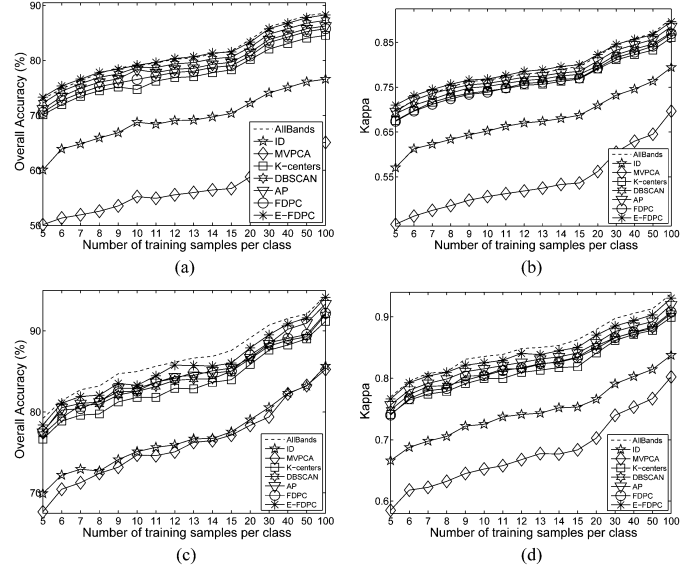 90
80
70
60
50
Overall Accuracy (%)
AllBands
ID
MVPCA
K-centers
DBSCAN
AP
FDPC
E-FDPC
5 6 7 8 9 10 11 12 13 14 15 20 30 40 50 100
Number of training samples per class
(a)
0.85
0.75
0.65
0.55
Kappa
AllBands
ID
MVPCA
K-centers
DBSCAN
AP
FDPC
E-FDPC
5 6 7 8 9 10 11 12 13 14 15 20 30 40 50 100
Number of training samples per class
(b)
90
80
70
Overall Accuracy (%)
AllBands
ID
MVPCA
K-centers
DBSCAN
AP
FDPC
E-FDPC
5 6 7 8 9 10 11 12 13 14 15 20 30 40 50 100
Number of training samples per class
(c)
0.9
0.8
0.7
0.6
Kappa
AllBands
ID
MVPCA
K-centers
DBSCAN
AP
FDPC
E-FDPC
5 6 7 8 9 10 11 12 13 14 15 20 30 40 50 100
Number of training samples per class
(d)